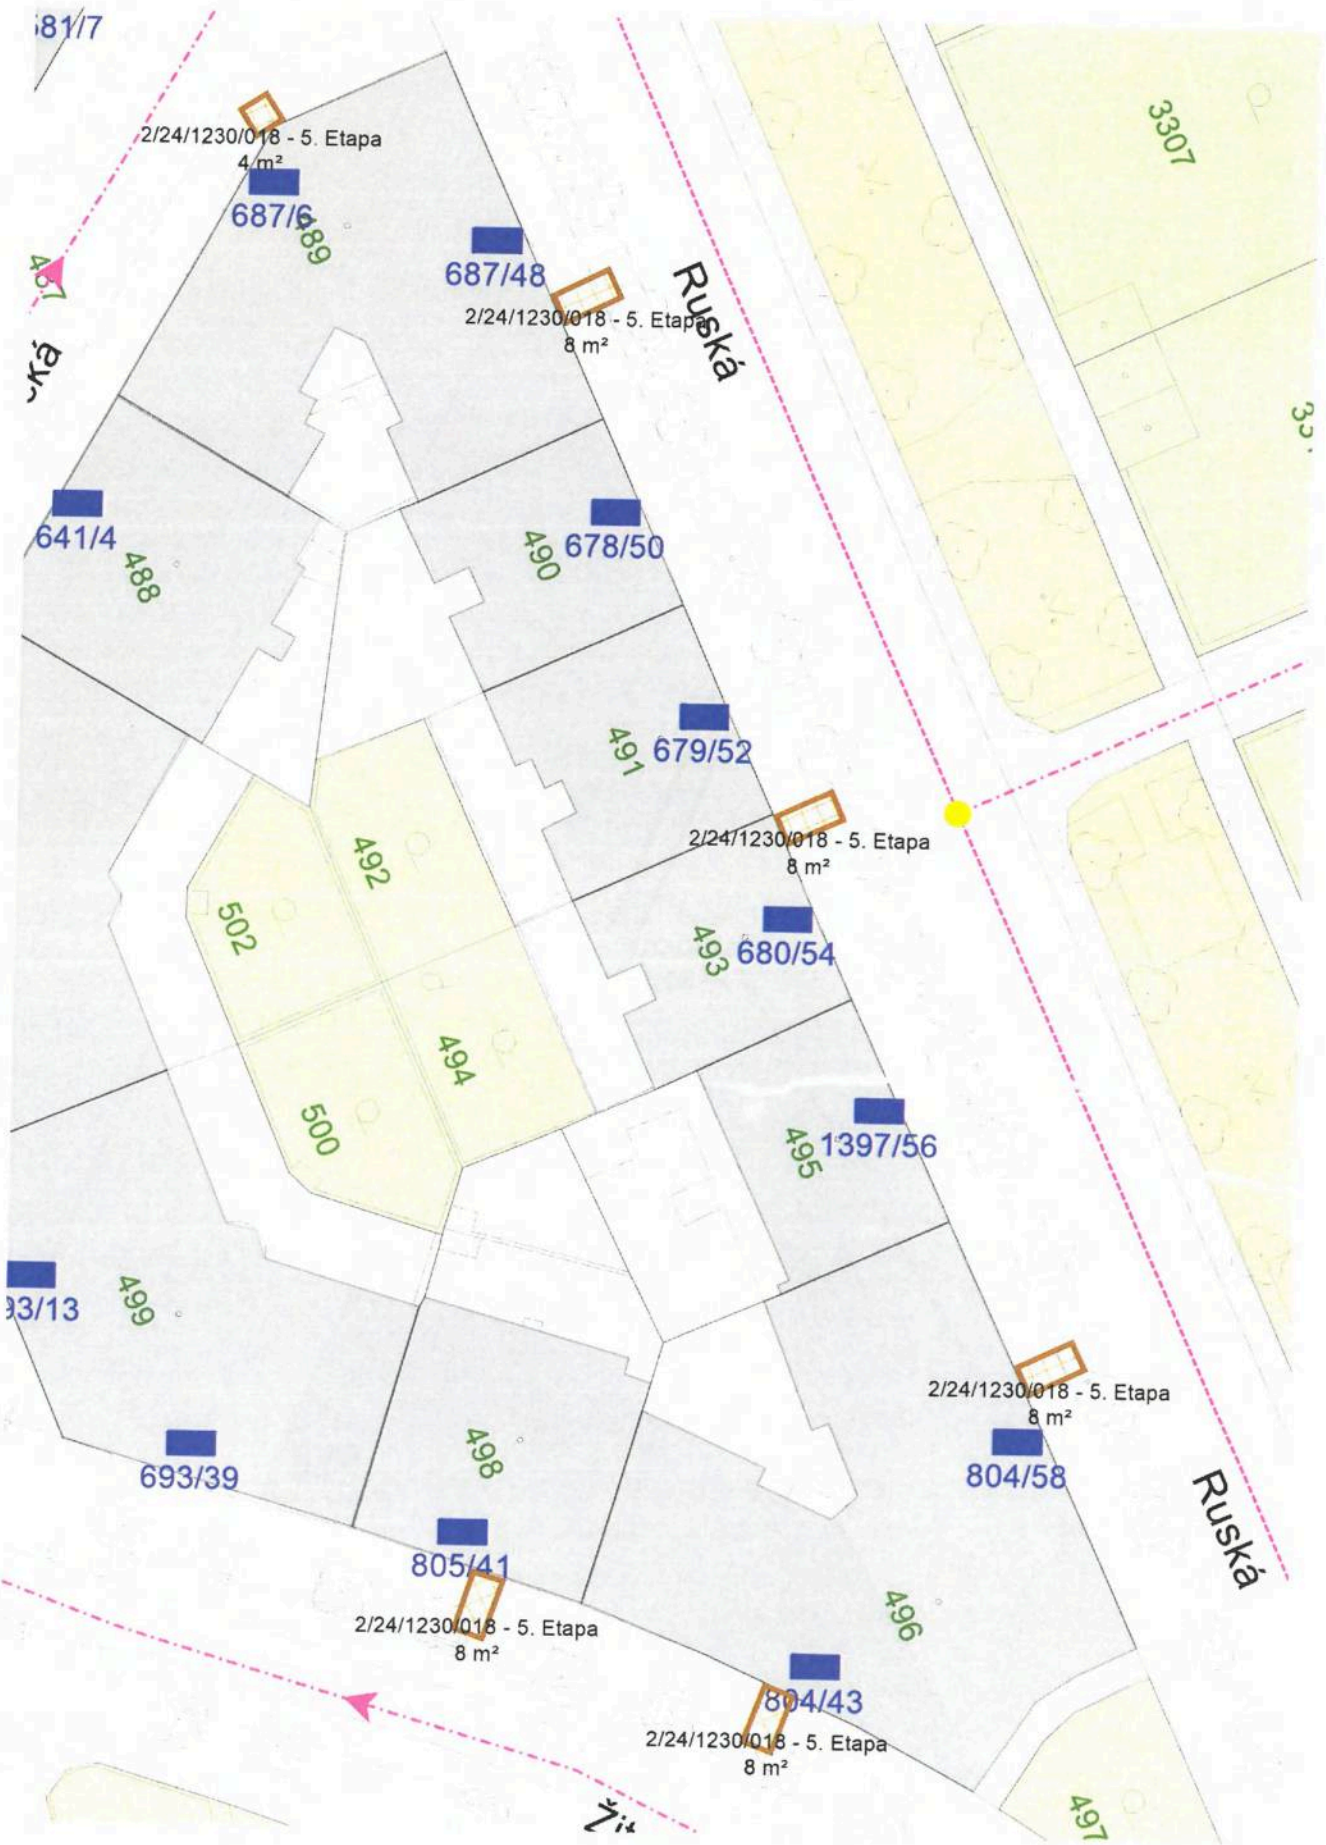 2/24/1230/018 - 5. Etapa
4 m²
687/6
489
687/48
2/24/1230/018 - 5. Etapa
8 m²
Ruská
3307
487
641/4
488
490
678/50
491
679/52
2/24/1230/018 - 5. Etapa
8 m²
492
502
493
680/54
494
500
495
1397/56
499
2/24/1230/018 - 5. Etapa
8 m²
693/39
498
804/58
Ruská
805/41
2/24/1230/018 - 5. Etapa
8 m²
496
804/43
2/24/1230/018 - 5. Etapa
8 m²
497